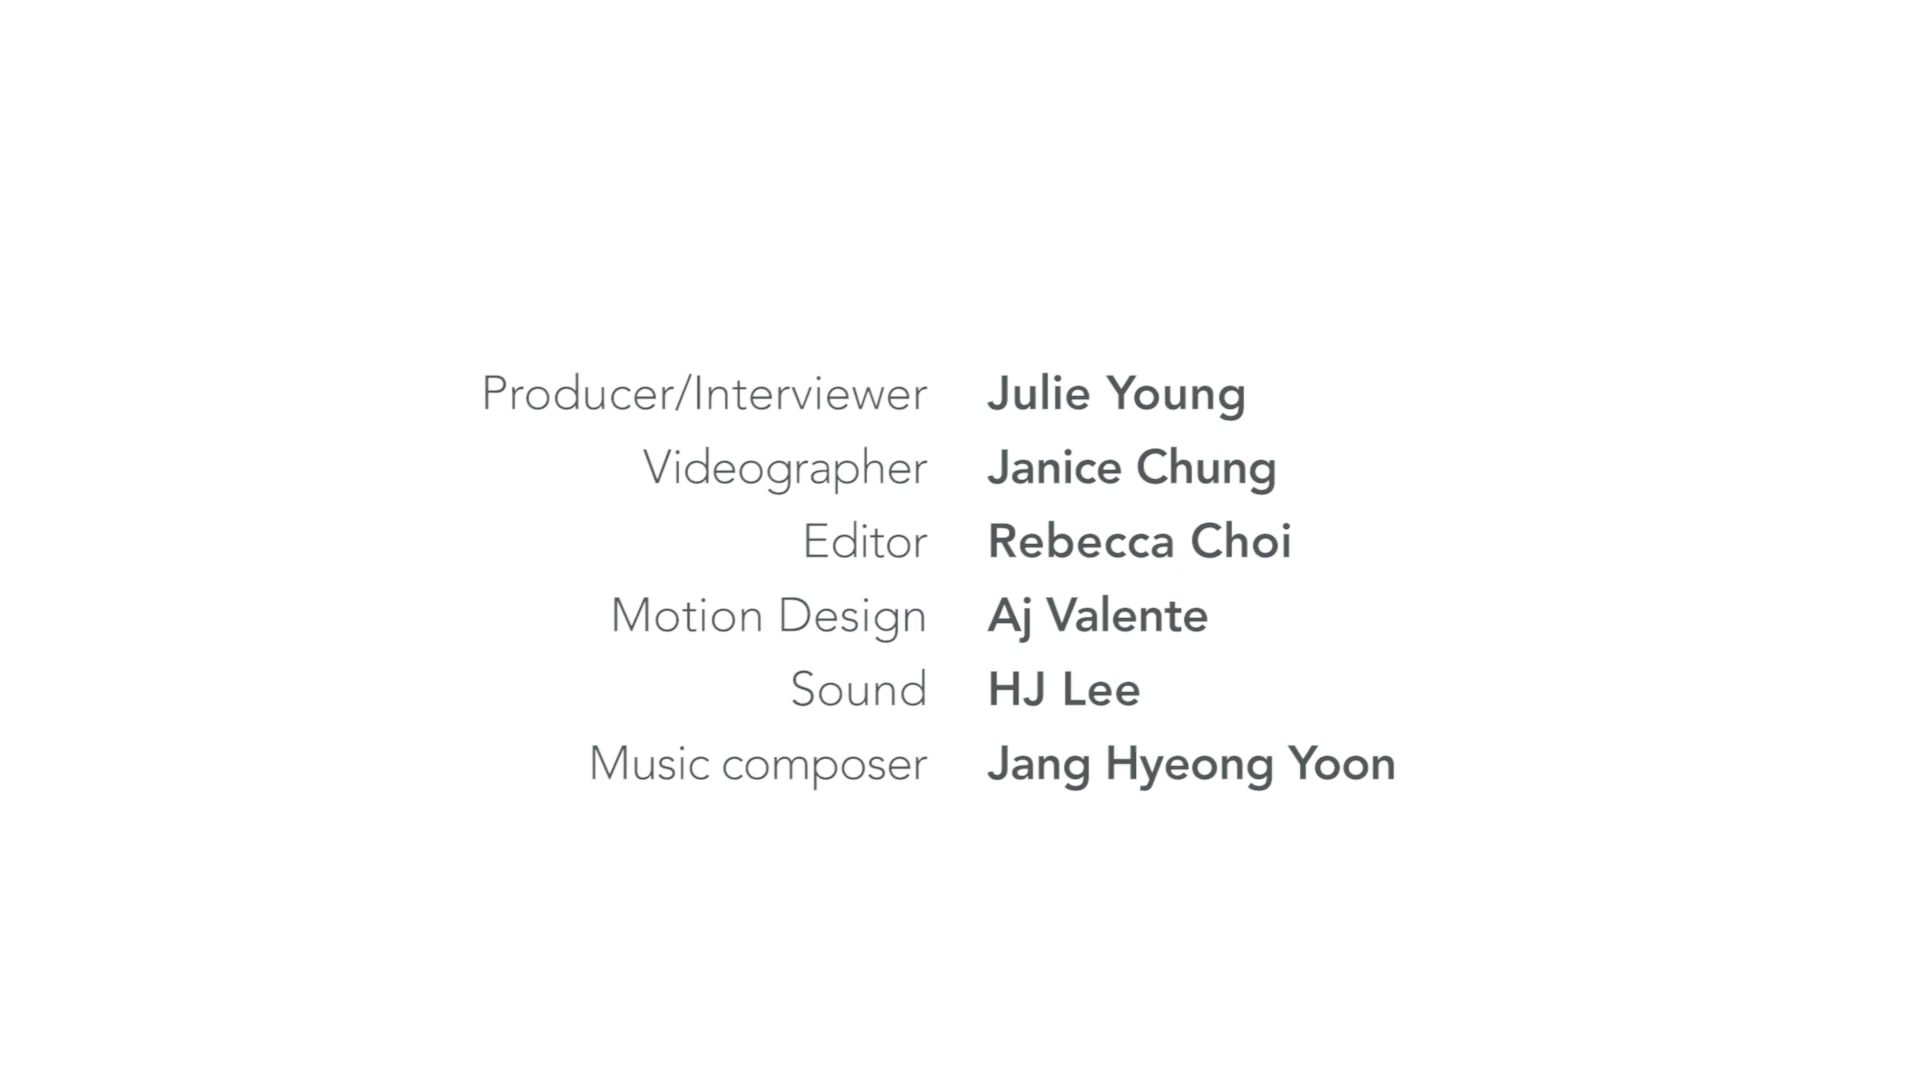 Producer/Interviewer Julie Young
Videographer Janice Chung
Editor Rebecca Choi
Motion Design Aj Valente
Sound HJ Lee
Music composer Jang Hyeong Yoon